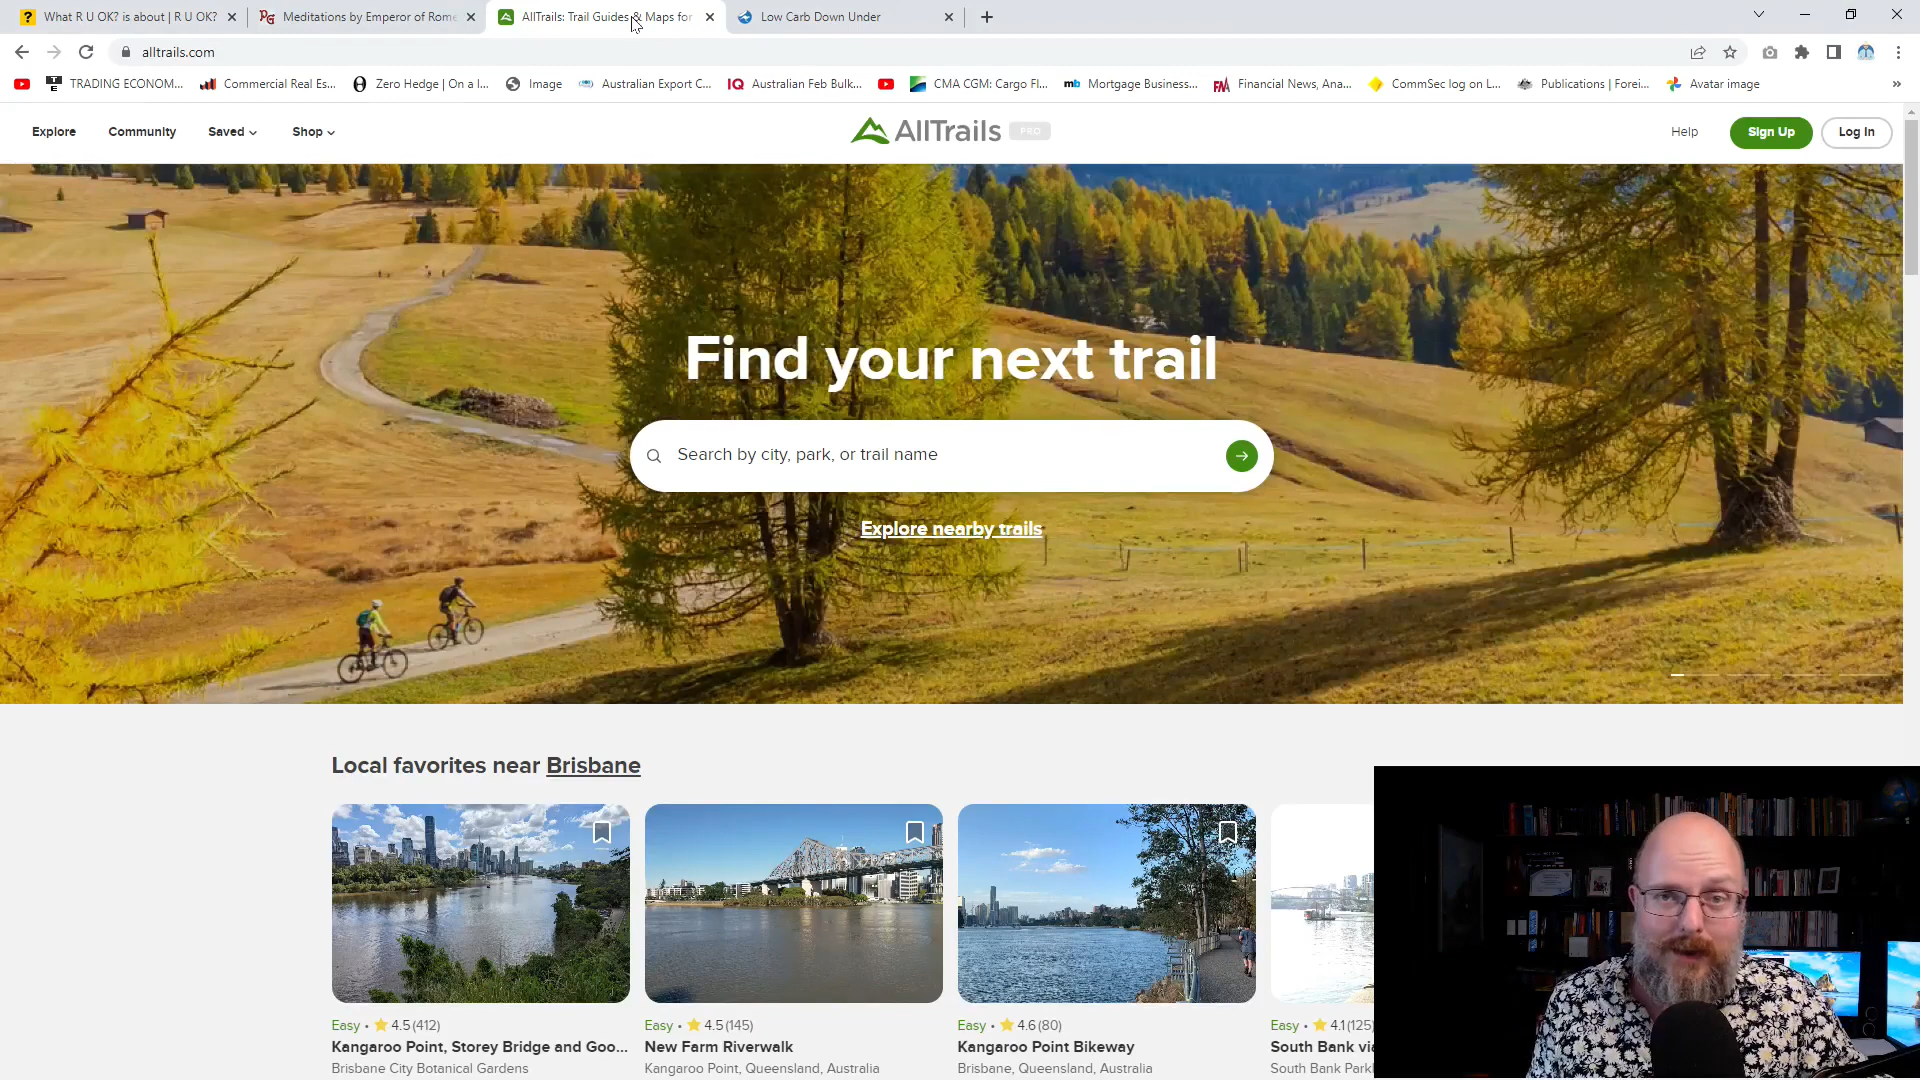 What R U OK? is about | R U OK?
Meditations by Emperor of Rome
AllTrails: Trail Guides & Maps for
Low Carb Down Under
alltrails.com
TRADING ECONOM...
Commercial Real Es...
Zero Hedge | On a l...
Image
Australian Export C...
Australian Feb Bulk...
CMA CGM: Cargo Fl...
Mortgage Business...
Financial News, Ana...
CommSec log on L...
Publications | Forei...
Avatar image
Explore
Community
Saved
Shop
AllTrails PRO
Help
Sign Up
Log In
Find your next trail
Search by city, park, or trail name
Explore nearby trails
Local favorites near Brisbane
Easy • 4.5 (412)
Kangaroo Point, Storey Bridge and Goo...
Brisbane City Botanical Gardens
Easy • 4.5 (145)
New Farm Riverwalk
Kangaroo Point, Queensland, Australia
Easy • 4.6 (80)
Kangaroo Point Bikeway
Brisbane, Queensland, Australia
Easy • 4.1 (125)
South Bank via
South Bank Park